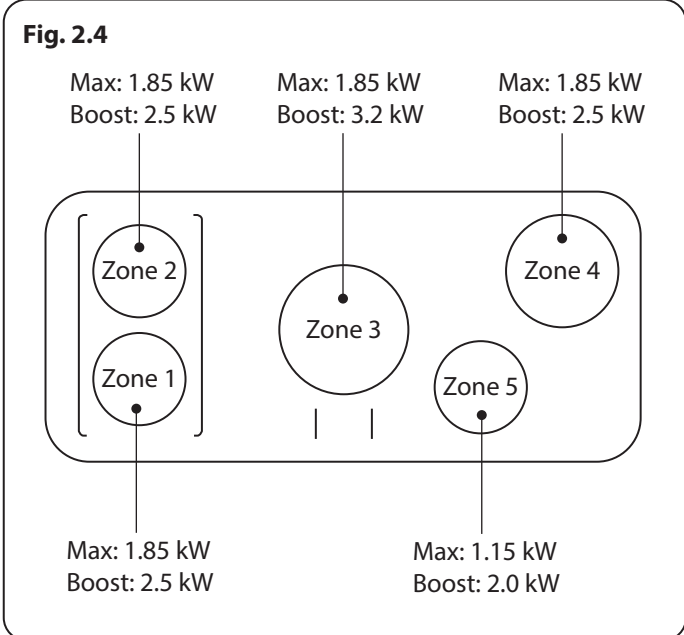 Fig. 2.4
Max: 1.85 kW
Boost: 2.5 kW
Max: 1.85 kW
Boost: 3.2 kW
Max: 1.85 kW
Boost: 2.5 kW
Zone 2
Zone 4
Zone 3
Zone 1
Zone 5
Max: 1.85 kW
Boost: 2.5 kW
Max: 1.15 kW
Boost: 2.0 kW